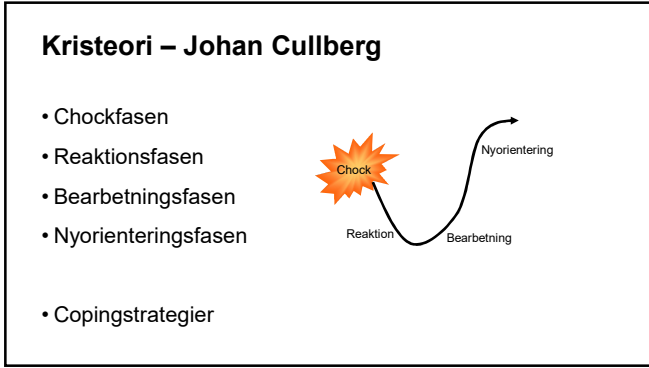 Kristeori – Johan Cullberg
• Chockfasen
• Reaktionsfasen
• Bearbetningsfasen
• Nyorienteringsfasen
• Copingstrategier
Chock
Reaktion
Bearbetning
Nyorientering